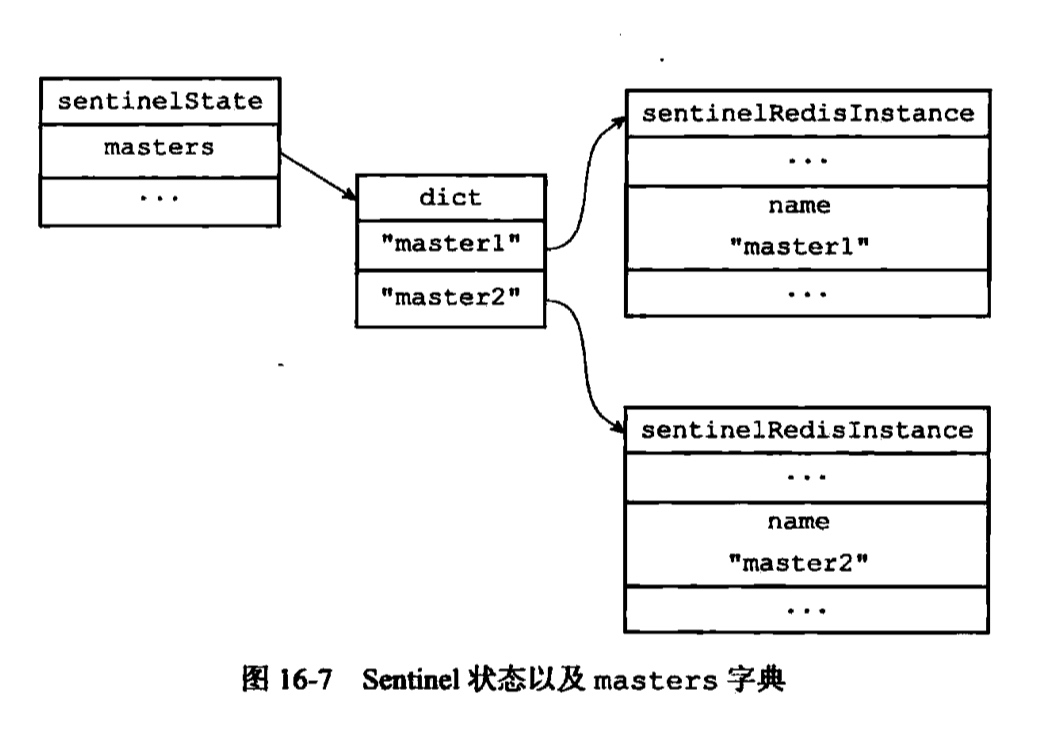 sentinelState
masters
...
dict
"master1"
"master2"
sentinelRedisInstance
...
name
"master1"
...
sentinelRedisInstance
...
name
"master2"
...
图 16-7 Sentinel 状态以及 masters 字典